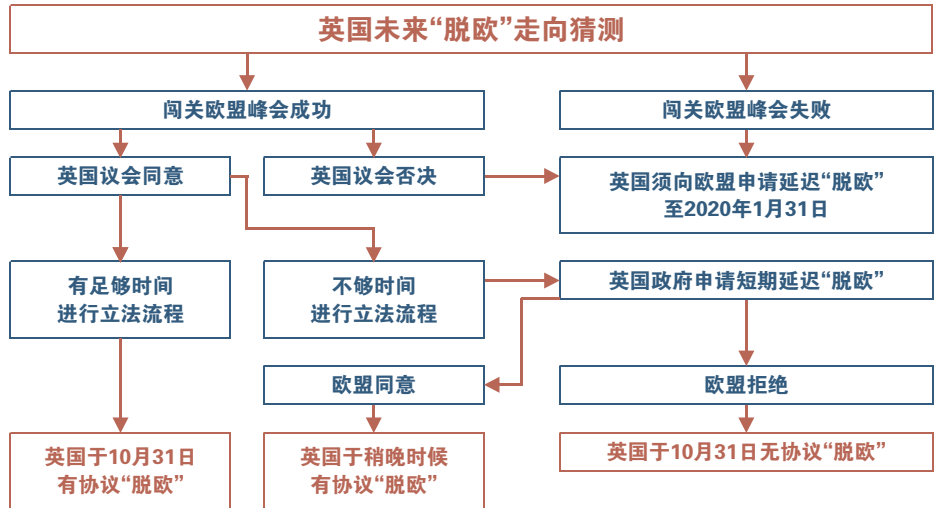 英国未来“脱欧”走向猜测
闯关欧盟峰会成功
闯关欧盟峰会失败
英国议会同意
英国议会否决
英国须向欧盟申请延迟“脱欧”
至2020年1月31日
有足够时间
进行立法流程
不够时间
进行立法流程
英国政府申请短期延迟“脱欧”
欧盟同意
欧盟拒绝
英国于10月31日
有协议“脱欧”
英国于稍晚时候
有协议“脱欧”
英国于10月31日无协议“脱欧”